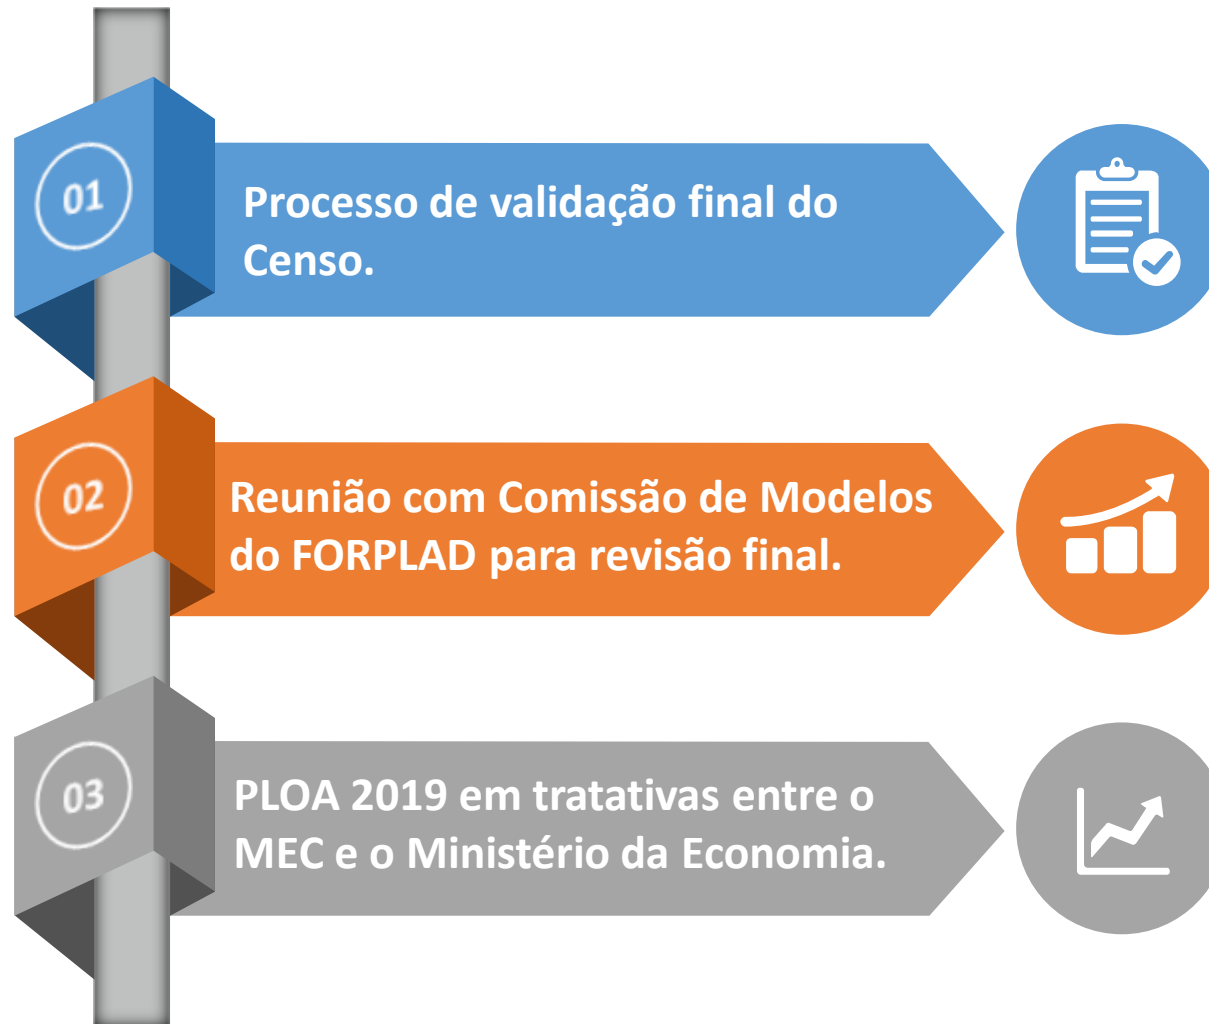 01
Processo de validação final do
Censo.
02
Reunião com Comissão de Modelos
do FORPLAD para revisão final.
03
PLOA 2019 em tratativas entre o
MEC e o Ministério da Economia.